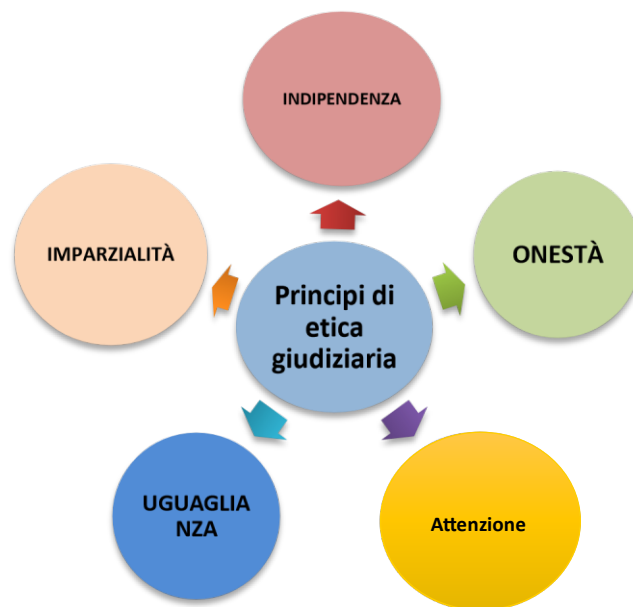 INDIPENDENZA
IMPARZIALITÀ
ONESTÀ
Principi di
etica
giudiziaria
UGUAGLIA
NZA
Attenzione